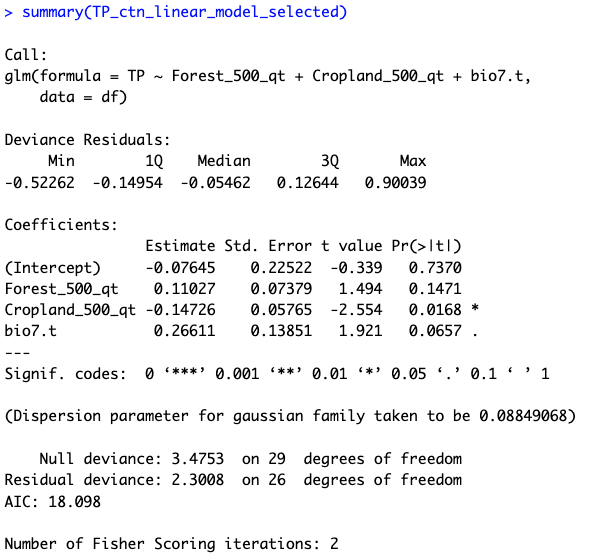 > summary(TP_ctn_linear_model_selected)
Call:
glm(formula = TP ~ Forest_500_qt + Cropland_500_qt + bio7.t,
    data = df)
Deviance Residuals:
     Min        1Q    Median        3Q       Max
-0.52262  -0.14954  -0.05462   0.12644   0.90039
Coefficients:
                Estimate Std. Error t value Pr(>|t|)
(Intercept)     -0.07645    0.22522  -0.339   0.7370
Forest_500_qt    0.11027    0.07379   1.494   0.1471
Cropland_500_qt -0.14726    0.05765  -2.554   0.0168 *
bio7.t           0.26611    0.13851   1.921   0.0657 .
---
Signif. codes:  0 ‘***’ 0.001 ‘**’ 0.01 ‘*’ 0.05 ‘.’ 0.1 ‘ ’ 1
(Dispersion parameter for gaussian family taken to be 0.08849068)
    Null deviance: 3.4753  on 29  degrees of freedom
Residual deviance: 2.3008  on 26  degrees of freedom
AIC: 18.098
Number of Fisher Scoring iterations: 2